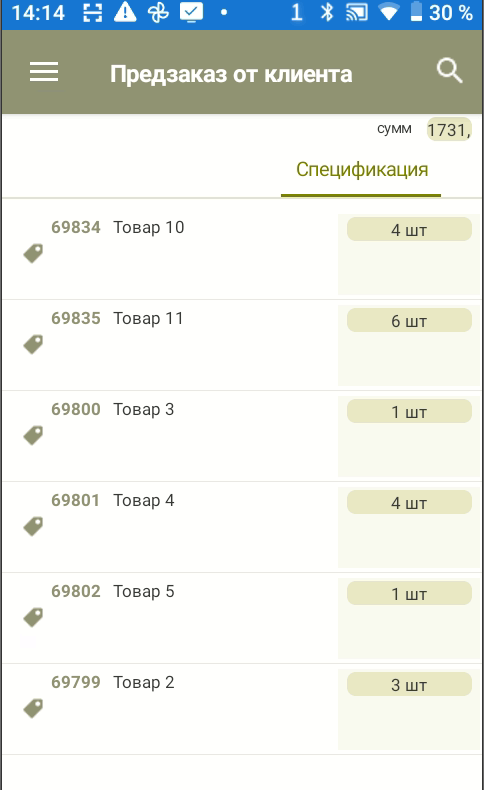 14:14 1 30 %
Предзаказ от клиента
сумм 1731,
Спецификация
69834 Товар 10 4 шт
69835 Товар 11 6 шт
69800 Товар 3 1 шт
69801 Товар 4 4 шт
69802 Товар 5 1 шт
69799 Товар 2 3 шт